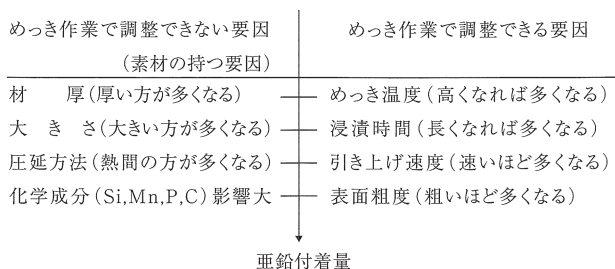 めっき作業で調整できない要因
(素材の持つ要因)
めっき作業で調整できる要因
材厚(厚い方が多くなる)
めっき温度(高くなれば多くなる)
大きさ(大きい方が多くなる)
浸漬時間(長くなれば多くなる)
圧延方法(熱間の方が多くなる)
引き上げ速度(速いほど多くなる)
化学成分(Si,Mn,P,C)影響大
表面粗度(粗いほど多くなる)
亜鉛付着量